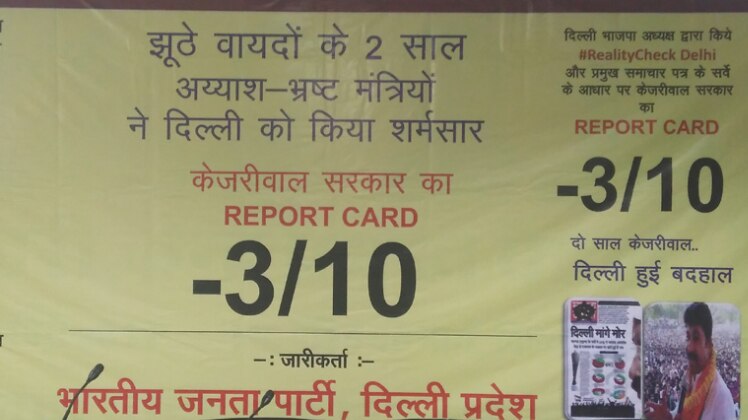 झूठे वायदों के 2 साल
अय्याश–भ्रष्ट मंत्रियों
ने दिल्ली को किया शर्मसार
केजरीवाल सरकार का
REPORT CARD
-3/10
-: जारीकर्ता :-
भारतीय जनता पार्टी, दिल्ली प्रदेश
दिल्ली भाजपा अध्यक्ष द्वारा किये
#RealityCheck Delhi
और प्रमुख समाचार पत्र के सर्वे
के आधार पर केजरीवाल सरकार
का
REPORT CARD
-3/10
दो साल केजरीवाल..
दिल्ली हुई बदहाल
दिल्ली मांगे मोर